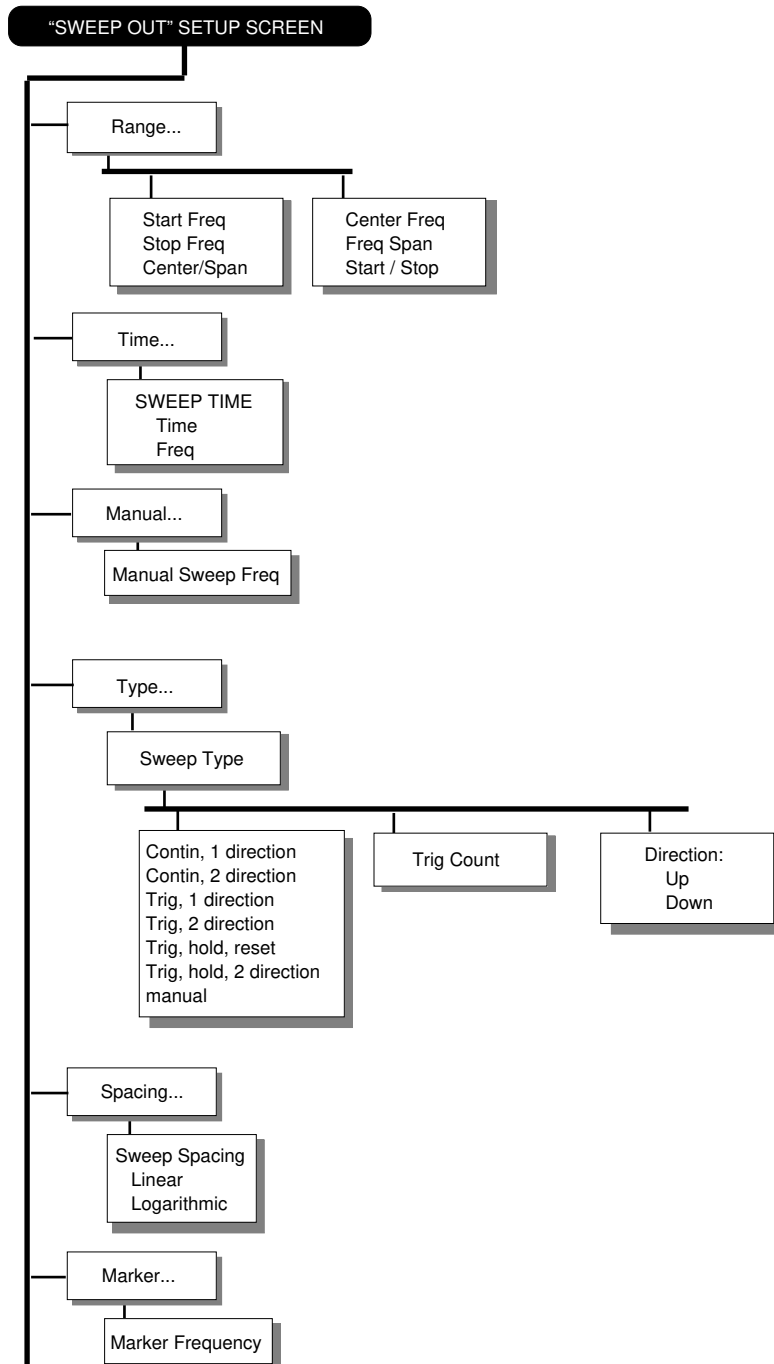 “SWEEP OUT” SETUP SCREEN
Range...
Start Freq
Stop Freq
Center/Span
Center Freq
Freq Span
Start / Stop
Time...
SWEEP TIME
Time
Freq
Manual...
Manual Sweep Freq
Type...
Sweep Type
Contin, 1 direction
Contin, 2 direction
Trig, 1 direction
Trig, 2 direction
Trig, hold, reset
Trig, hold, 2 direction
manual
Trig Count
Direction:
Up
Down
Spacing...
Sweep Spacing
Linear
Logarithmic
Marker...
Marker Frequency